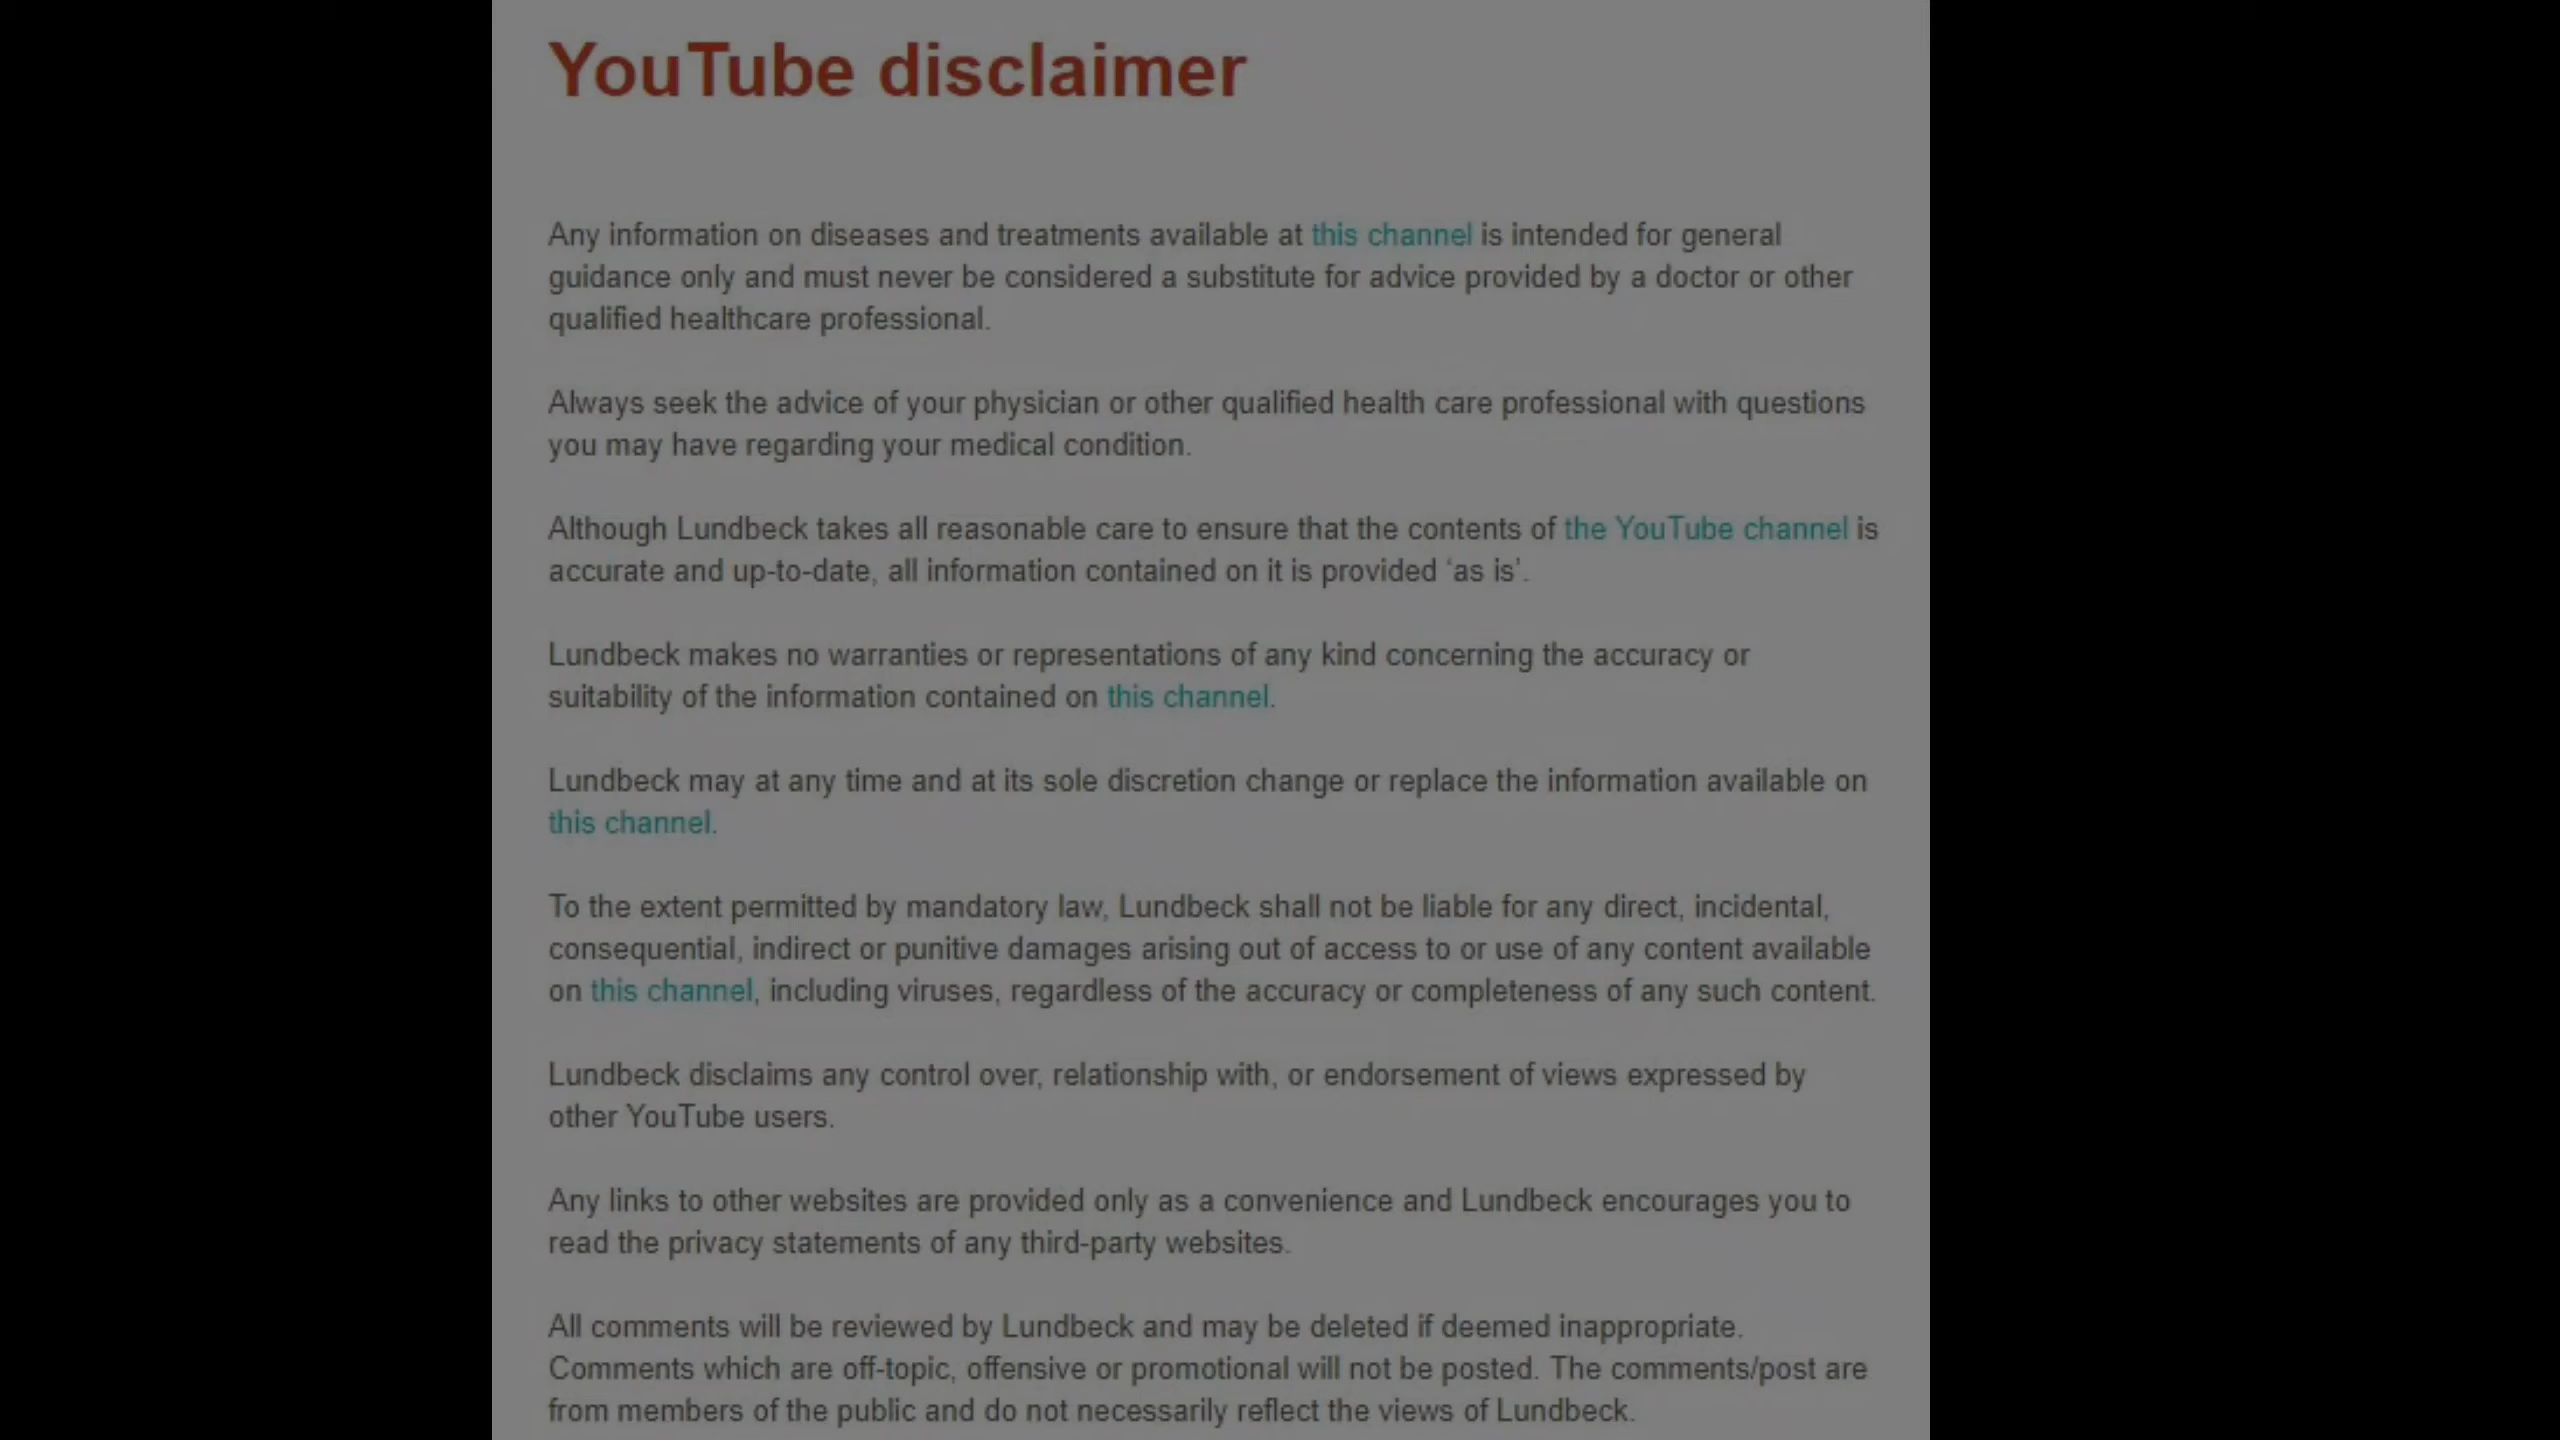 YouTube disclaimer
Any information on diseases and treatments available at this channel is intended for general
guidance only and must never be considered a substitute for advice provided by a doctor or other
qualified healthcare professional.
Always seek the advice of your physician or other qualified health care professional with questions
you may have regarding your medical condition.
Although Lundbeck takes all reasonable care to ensure that the contents of the YouTube channel is
accurate and up-to-date, all information contained on it is provided ‘as is’.
Lundbeck makes no warranties or representations of any kind concerning the accuracy or
suitability of the information contained on this channel.
Lundbeck may at any time and at its sole discretion change or replace the information available on
this channel.
To the extent permitted by mandatory law, Lundbeck shall not be liable for any direct, incidental,
consequential, indirect or punitive damages arising out of access to or use of any content available
on this channel, including viruses, regardless of the accuracy or completeness of any such content.
Lundbeck disclaims any control over, relationship with, or endorsement of views expressed by
other YouTube users.
Any links to other websites are provided only as a convenience and Lundbeck encourages you to
read the privacy statements of any third-party websites.
All comments will be reviewed by Lundbeck and may be deleted if deemed inappropriate.
Comments which are off-topic, offensive or promotional will not be posted. The comments/post are
from members of the public and do not necessarily reflect the views of Lundbeck.